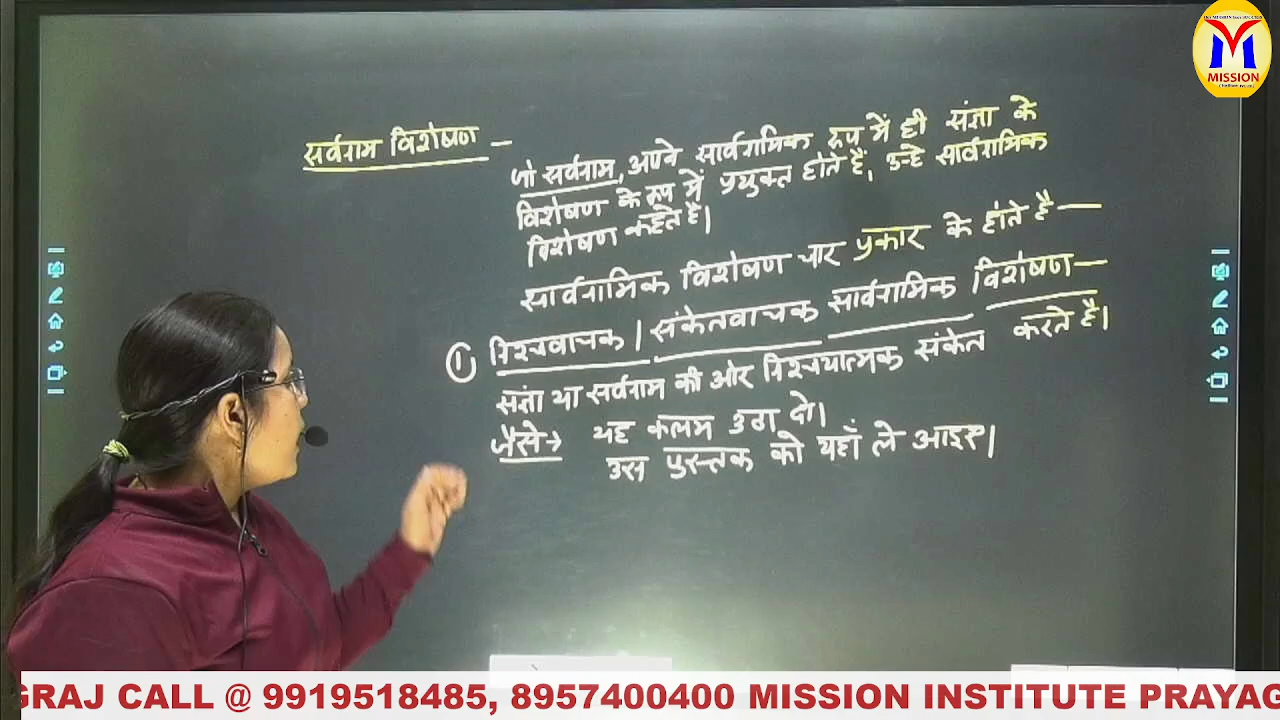 सर्वनाम विशेषण —
जो सर्वनाम, अपने सार्वनामिक रूप में ही संज्ञा के
विशेषण के रूप में प्रयुक्त होते हैं, उन्हे सार्वनामिक
विशेषण कहते है।
सार्वनामिक विशेषण चार प्रकार के होते है —
① निश्चवाचक / संकेतवाचक सार्वनामिक विशेषण —
संज्ञा या सर्वनाम की ओर निश्चयात्मक संकेत करते है।
जैसे → यह कलम उठा दो।
उस पुस्तक को यहाँ ले आइए।
MISSION
GRAJ CALL @ 9919518485, 8957400400 MISSION INSTITUTE PRAYAG